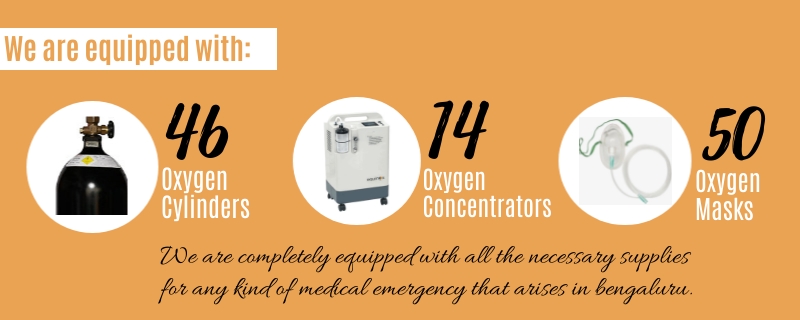 We are equipped with:
46
Oxygen
Cylinders
14
Oxygen
Concentrators
50
Oxygen
Masks
We are completely equipped with all the necessary supplies
for any kind of medical emergency that arises in bengaluru.